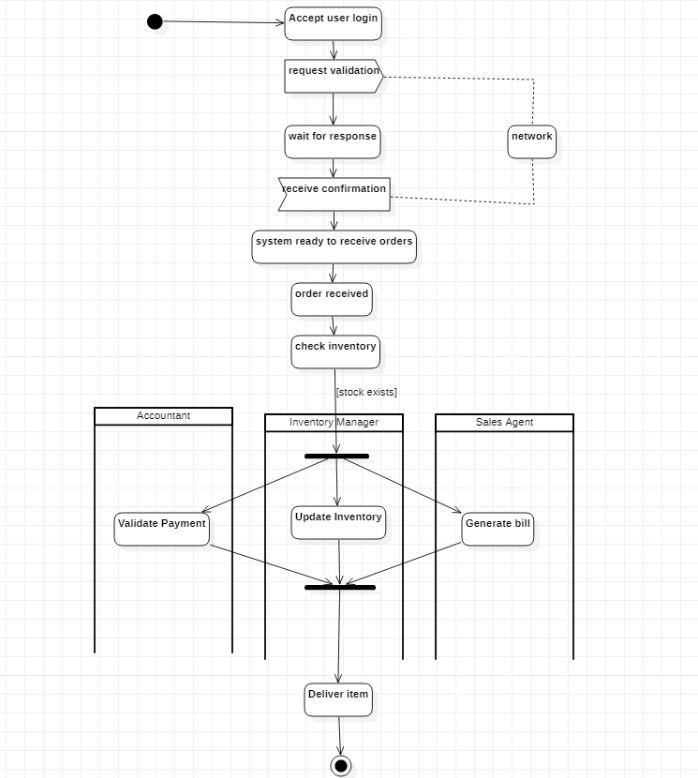 Accept user login
request validation
wait for response
network
receive confirmation
system ready to receive orders
order received
check inventory
[stock exists]
Accountant
Inventory Manager
Sales Agent
Validate Payment
Update Inventory
Generate bill
Deliver item